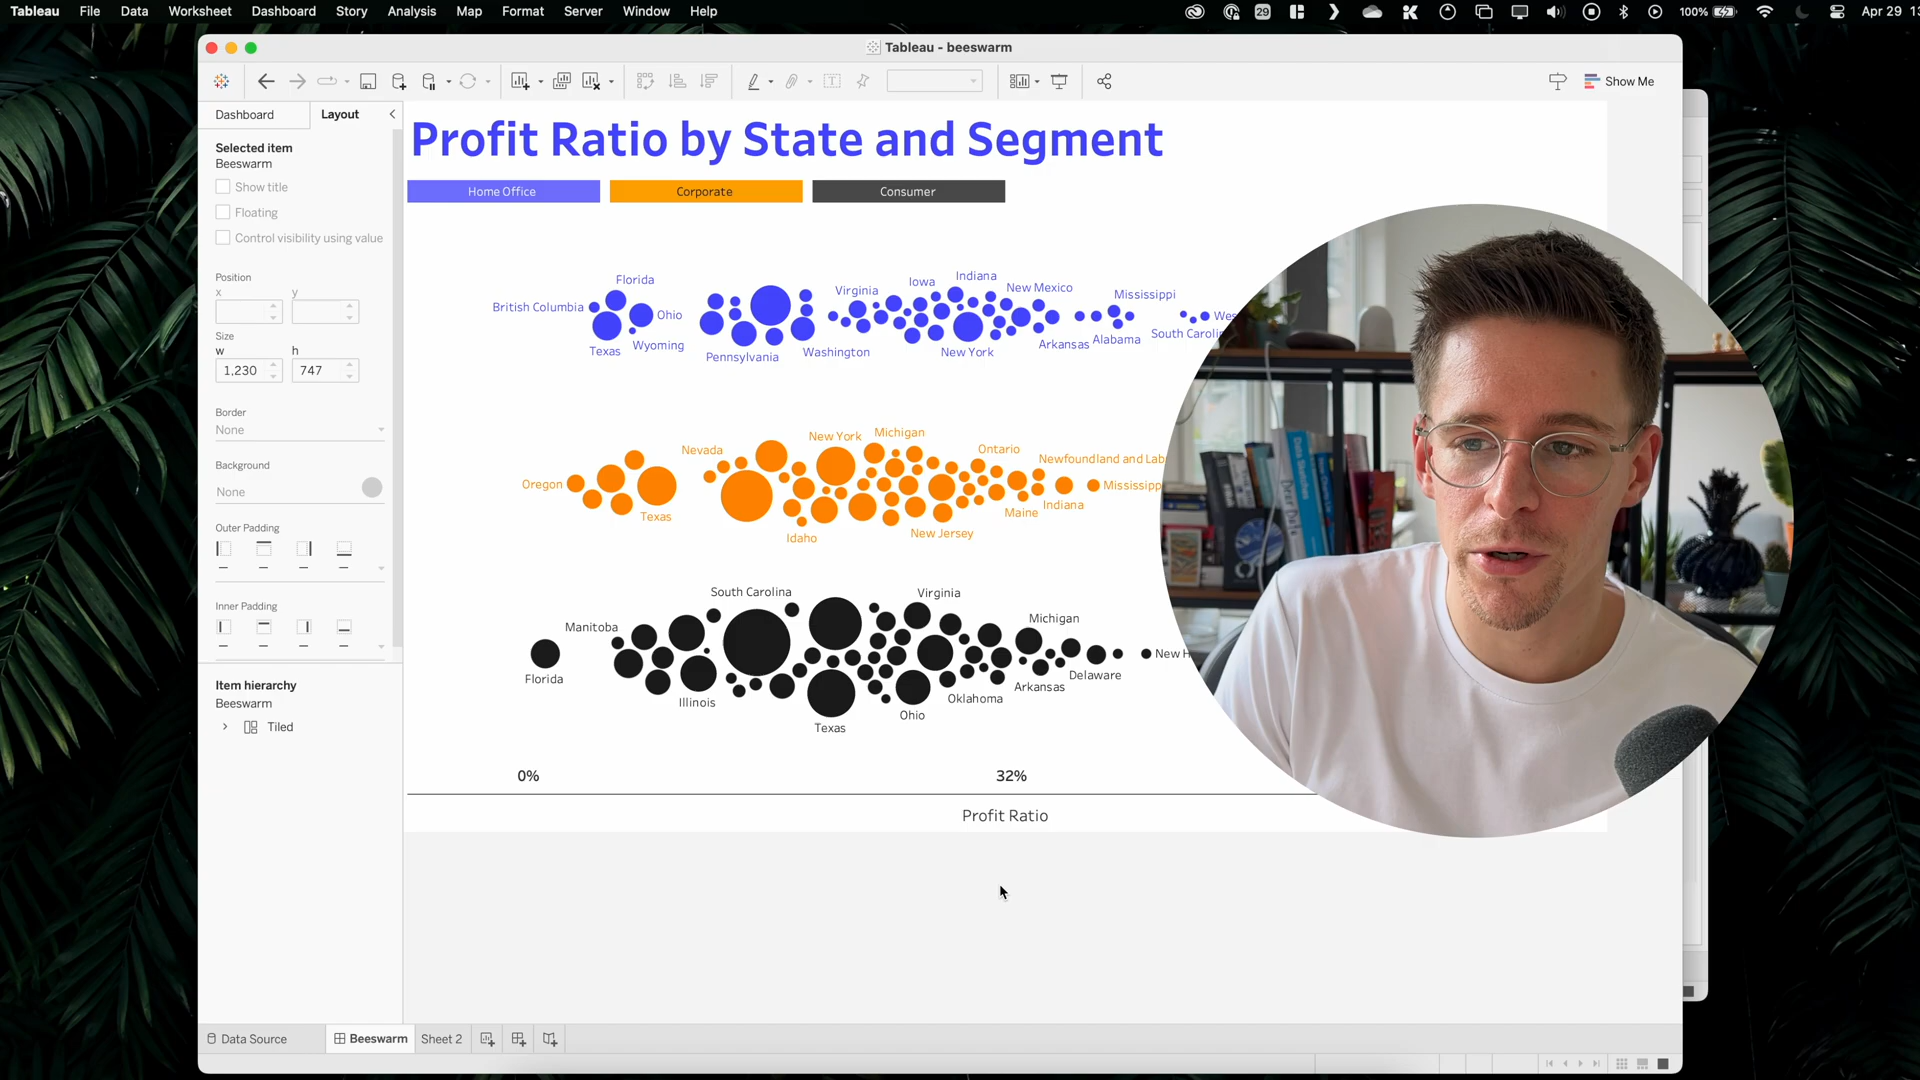 Tableau File Data Worksheet Dashboard Story Analysis Map Format Server Window Help 29 100% Apr 29
Tableau - beeswarm
Show Me
Dashboard Layout
Profit Ratio by State and Segment
Selected item
Beeswarm
Show title
Floating
Control visibility using value
Home Office Corporate Consumer
Position
x y
Size
w h
1,230 747
Border
None
Background
None
Outer Padding
Inner Padding
Item hierarchy
Beeswarm
Tiled
Florida Iowa Indiana
Virginia New Mexico Mississippi
British Columbia Ohio
Texas Wyoming Pennsylvania Washington New York Arkansas Alabama South Caroli
Nevada New York Michigan Ontario
Newfoundland and Lab
Oregon Mississipp
Texas Idaho New Jersey Maine Indiana
South Carolina Virginia
Manitoba Michigan
New H
Florida Illinois Texas Ohio Oklahoma Arkansas Delaware
0% 32%
Profit Ratio
Data Source Beeswarm Sheet 2